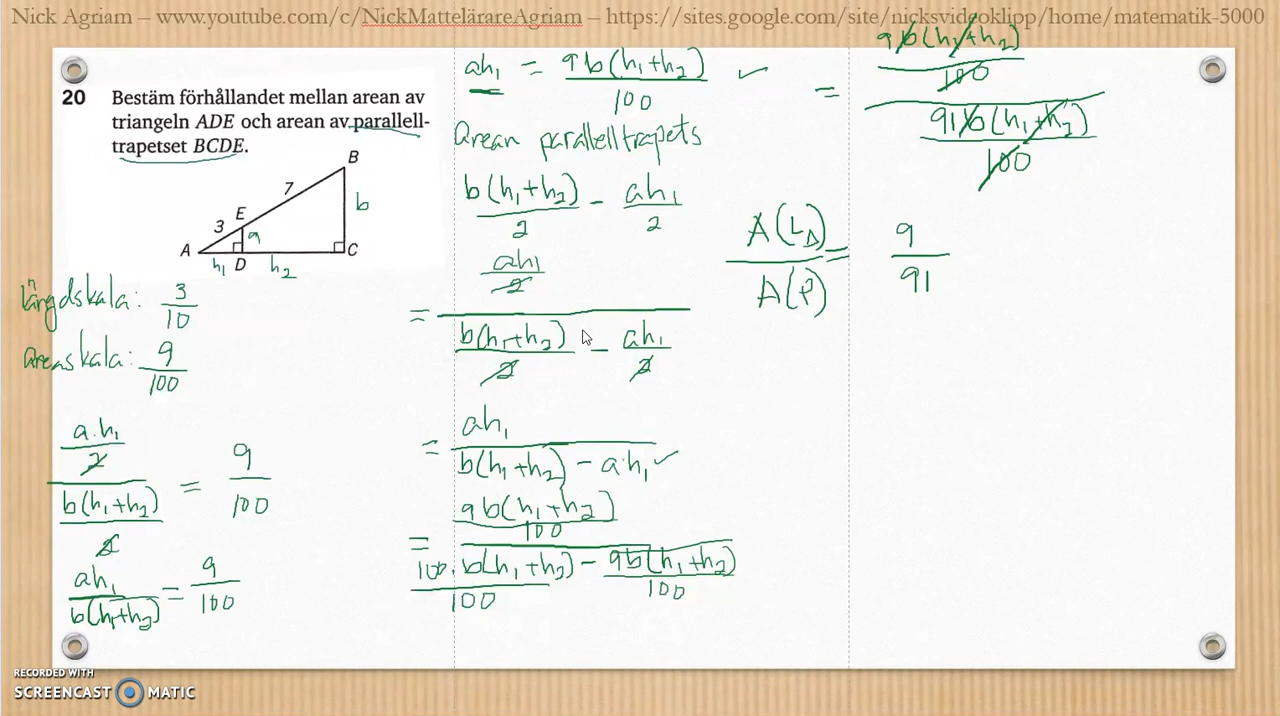 Nick Agriam – www.youtube.com/c/NickMattelärareAgriam – https://sites.google.com/site/nicksvideoklipp/home/matematik-5000
20 Bestäm förhållandet mellan arean av
triangeln ADE och arean av parallell-
trapetset BCDE.
B
7
b
E
3
a
A
D
C
h₁
h₂
längdskala: 3/10
areaskala: 9/100
(a·h₁/2)/(b(h₁+h₂)/2) = 9/100
ah₁/b(h₁+h₂) = 9/100
ah₁ = 9b(h₁+h₂)/100 ✓
Arean parallelltrapets
b(h₁+h₂)/2 - ah₁/2
= (ah₁/2)/(b(h₁+h₂)/2 - ah₁/2)
= ah₁/(b(h₁+h₂) - a·h₁) ✓
= (9b(h₁+h₂)/100)/(100·b(h₁+h₂)/100 - 9b(h₁+h₂)/100)
= (9b(h₁+h₂)/100)/(91b(h₁+h₂)/100)
A(L△)/A(P) = 9/91
RECORDED WITH
SCREENCAST MATIC